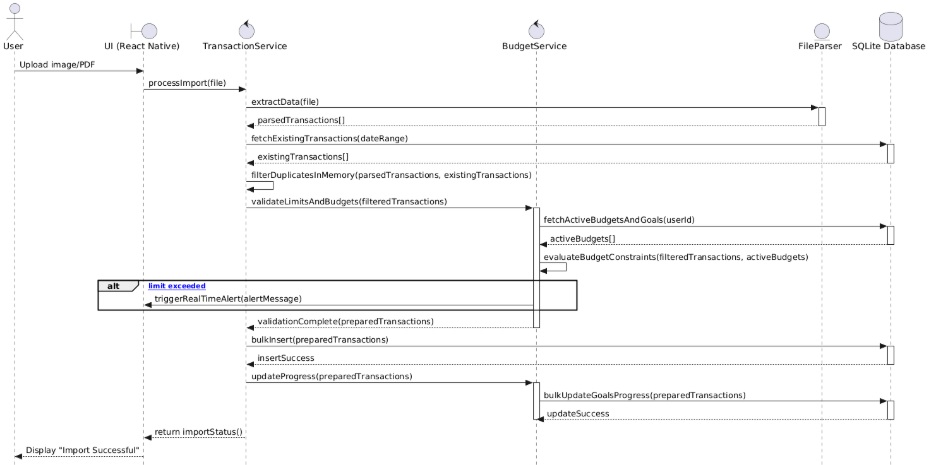 User
UI (React Native)
TransactionService
BudgetService
FileParser
SQLite Database
Upload image/PDF
processImport(file)
extractData(file)
parsedTransactions[]
fetchExistingTransactions(dateRange)
existingTransactions[]
filterDuplicatesInMemory(parsedTransactions, existingTransactions)
validateLimitsAndBudgets(filteredTransactions)
fetchActiveBudgetsAndGoals(userId)
activeBudgets[]
evaluateBudgetConstraints(filteredTransactions, activeBudgets)
alt limit exceeded
triggerRealTimeAlert(alertMessage)
validationComplete(preparedTransactions)
bulkInsert(preparedTransactions)
insertSuccess
updateProgress(preparedTransactions)
bulkUpdateGoalsProgress(preparedTransactions)
updateSuccess
return importStatus()
Display "Import Successful"